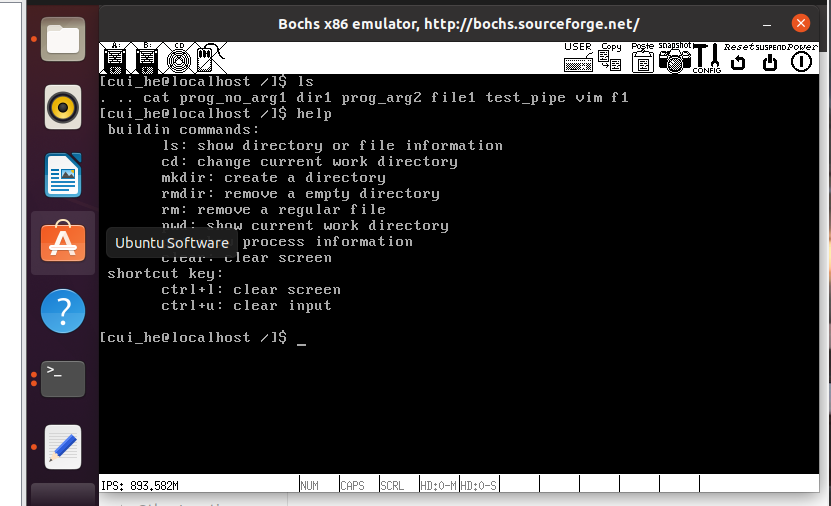 Bochs x86 emulator, http://bochs.sourceforge.net/
A: B: CD USER Copy Paste snapshot CONFIG Reset SUSPEND Power
[cui_he@localhost /]$ ls
. .. cat prog_no_arg1 dir1 prog_arg2 file1 test_pipe vim f1
[cui_he@localhost /]$ help
buildin commands:
ls: show directory or file information
cd: change current work directory
mkdir: create a directory
rmdir: remove a empty directory
rm: remove a regular file
pwd: show current work directory
Ubuntu Software process information
clear: clear screen
shortcut key:
ctrl+l: clear screen
ctrl+u: clear input
[cui_he@localhost /]$ _
IPS: 893.582M NUM CAPS SCRL HD:0-M HD:0-S